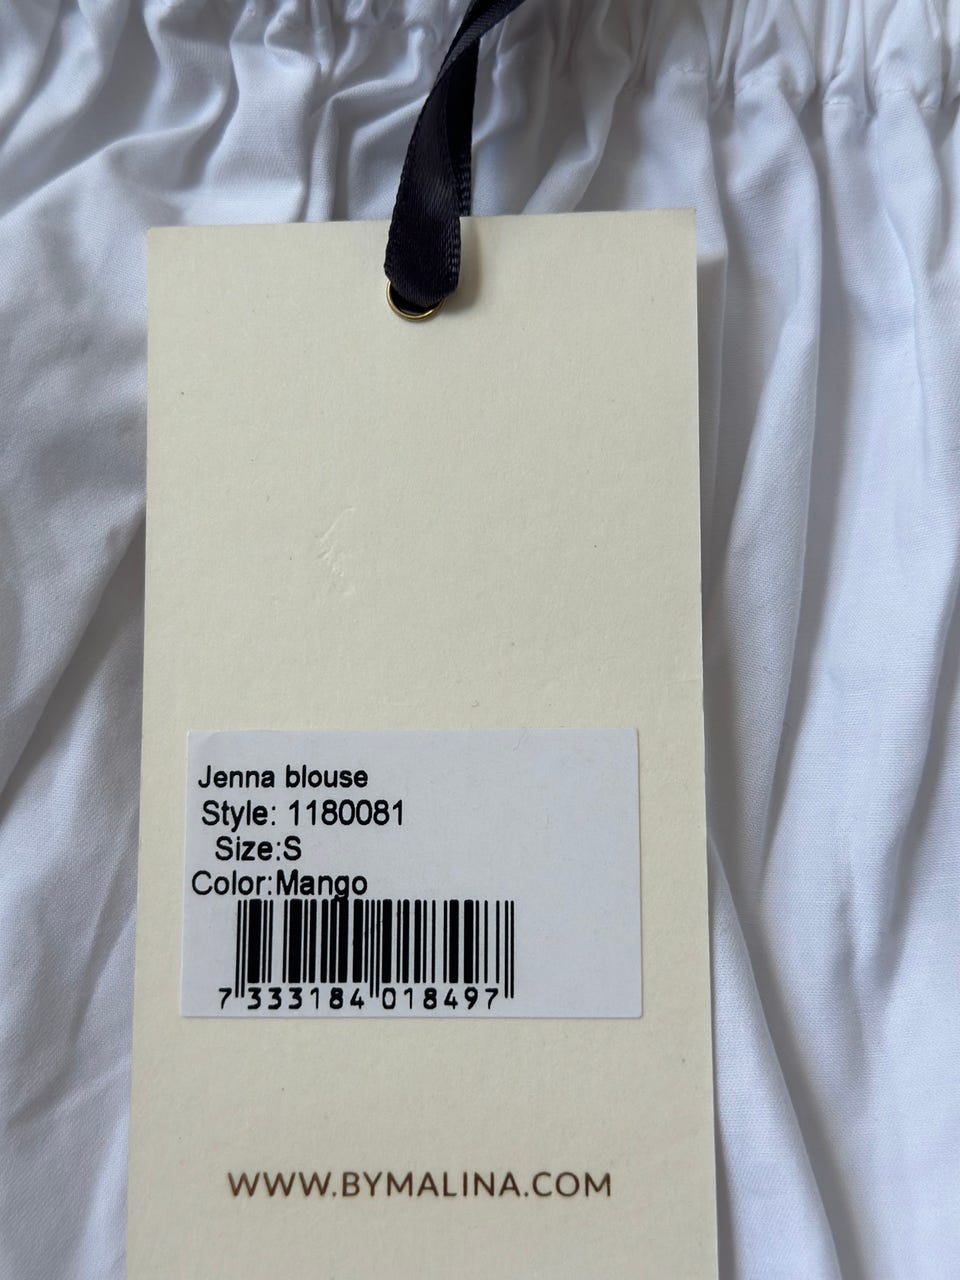 Jenna blouse
Style: 1180081
Size:S
Color:Mango
7 333184 018497
WWW.BYMALINA.COM